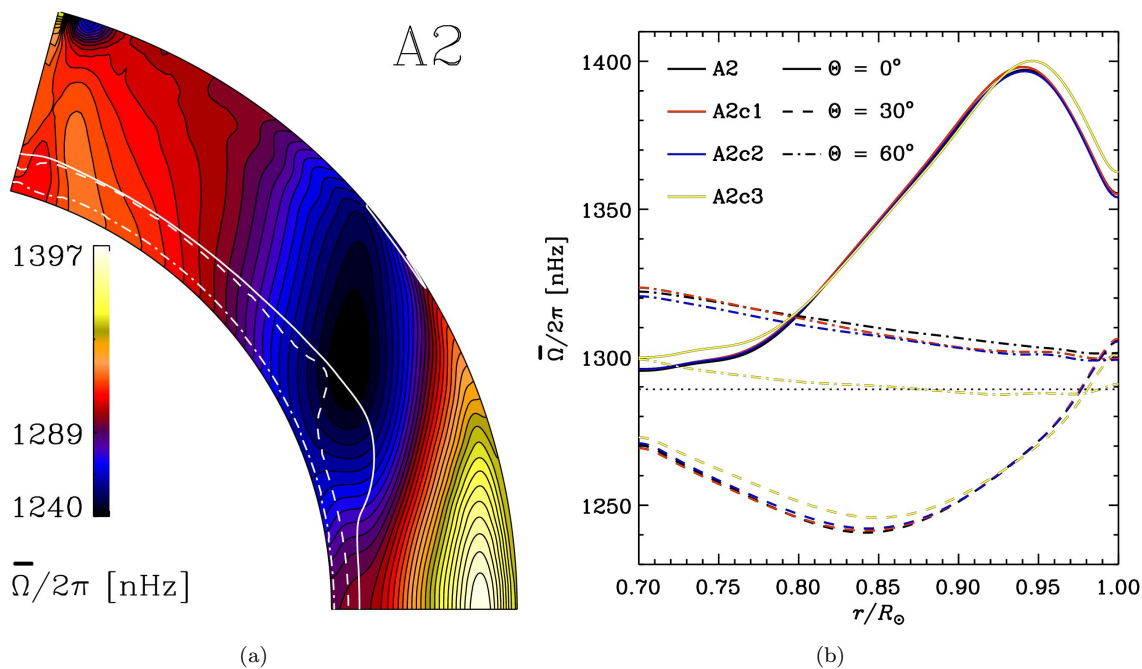 A2
1397
1289
1240
Ω̅/2π [nHz]
(a)
Ω̅/2π [nHz]
1400
1350
1300
1250
A2
A2c1
A2c2
A2c3
Θ = 0°
Θ = 30°
Θ = 60°
0.70 0.75 0.80 0.85 0.90 0.95 1.00
r/R⊙
(b)